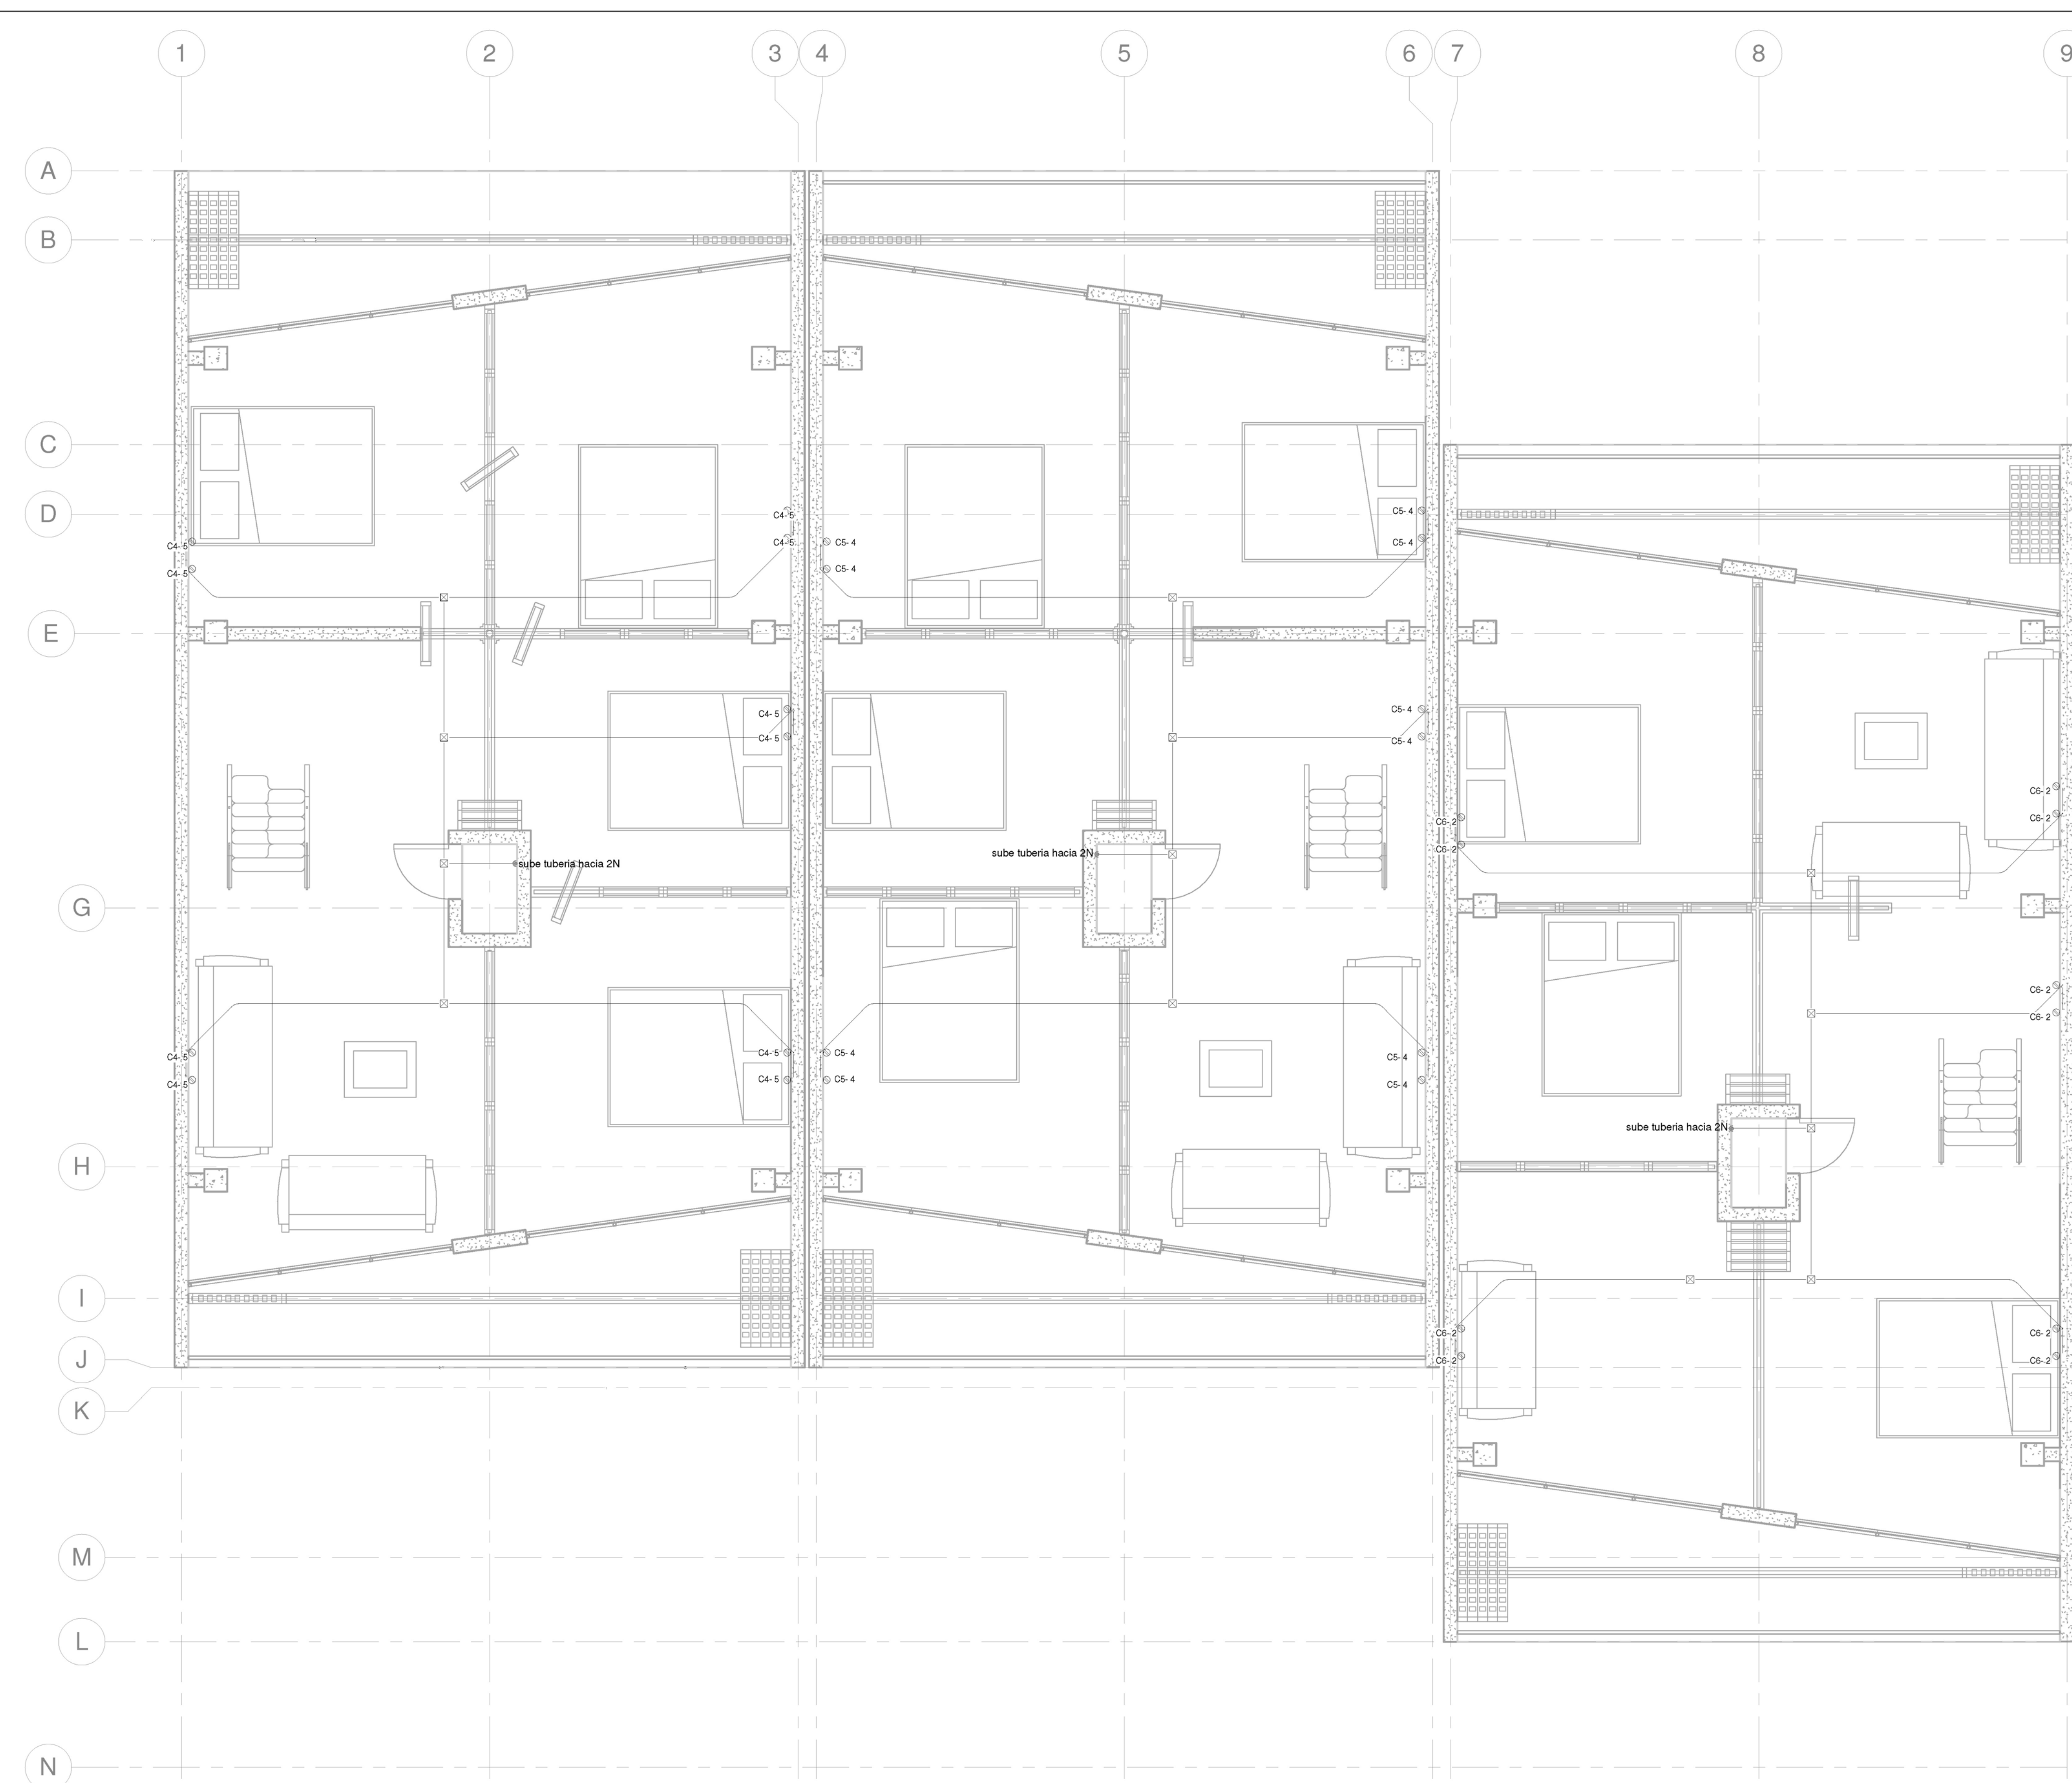 1 2 3 4 5 6 7 8 9
A
B
C
D
C4- 5 C5- 4
C4- 5 C5- 4 C5- 4
C4- 5
C4- 5 C5- 4
E
C4- 5 C5- 4
C4- 5 C5- 4
C6- 2
C6- 2 C6- 2
C6- 2
sube tuberia hacia 2N sube tuberia hacia 2N
G
C6- 2
C6- 2
C4- 5 C4- 5 C5- 4 C5- 4
C4- 5 C4- 5 C5- 4 C5- 4
sube tuberia hacia 2N
H
I
C6- 2 C6- 2
J
C6- 2 C6- 2
K
M
L
N